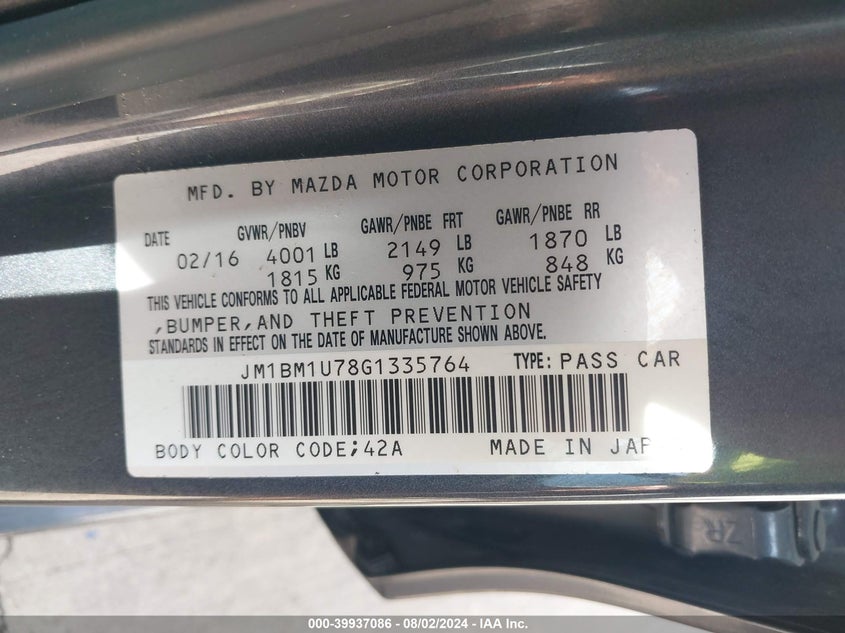 MFD. BY MAZDA MOTOR CORPORATION
DATE GVWR/PNBV GAWR/PNBE FRT GAWR/PNBE RR
02/16 4001 LB 2149 LB 1870 LB
1815 KG 975 KG 848 KG
THIS VEHICLE CONFORMS TO ALL APPLICABLE FEDERAL MOTOR VEHICLE SAFETY
,BUMPER,AND THEFT PREVENTION
STANDARDS IN EFFECT ON THE DATE OF MANUFACTURE SHOWN ABOVE.
JM1BM1U78G1335764 TYPE: PASS CAR
BODY COLOR CODE;42A MADE IN JAP
ZR
000-39937086 - 08/02/2024 - IAA Inc.